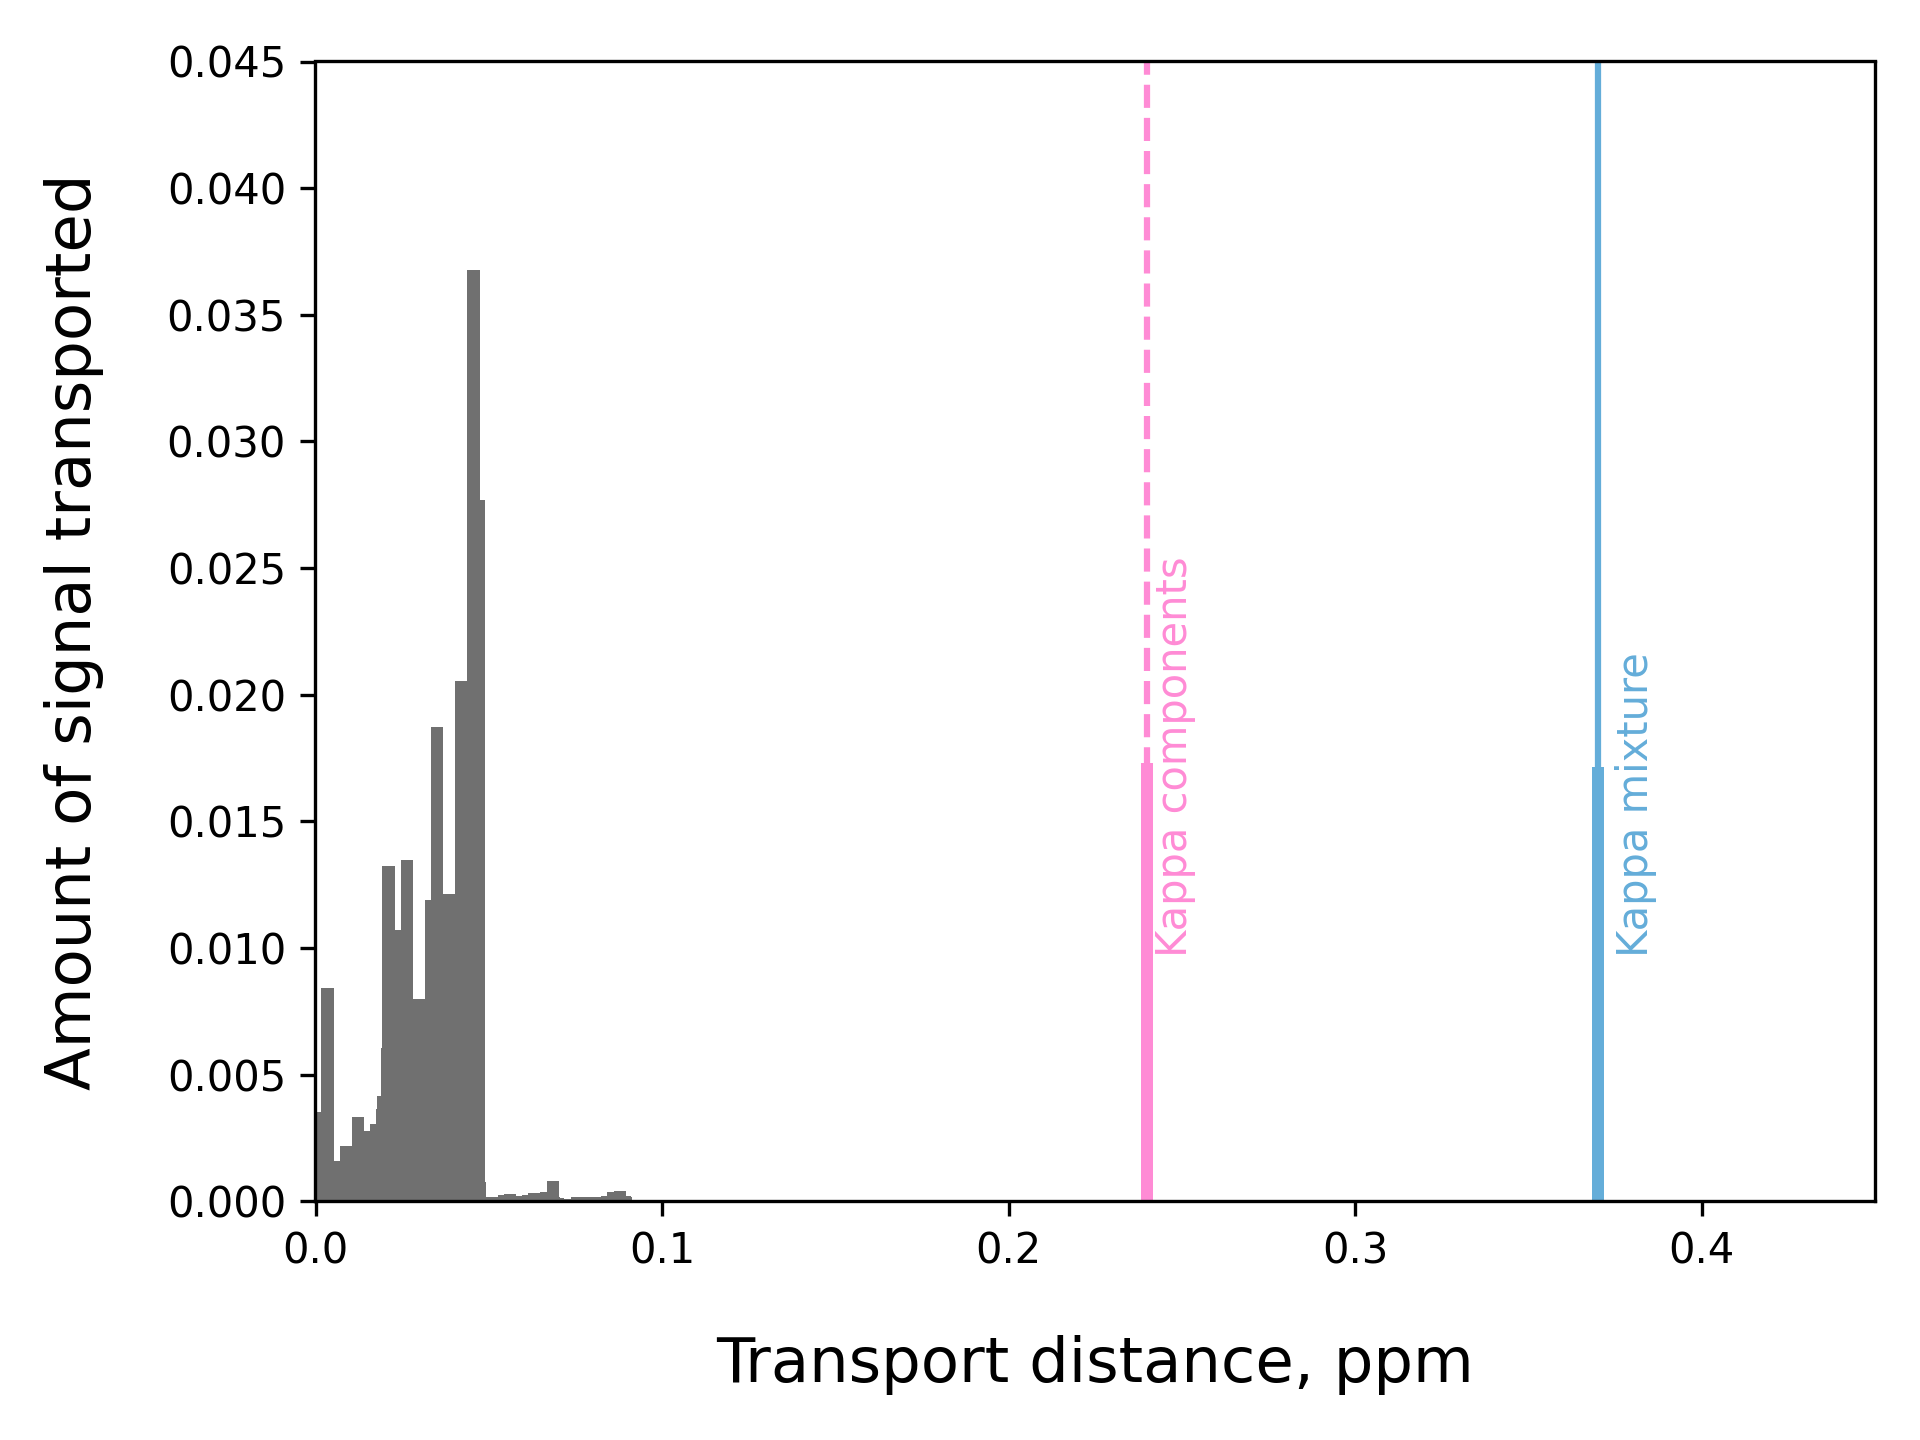 0.045
0.040
0.035
0.030
0.025
0.020
0.015
0.010
0.005
0.000
Amount of signal transported
Kappa components
Kappa mixture
0.0 0.1 0.2 0.3 0.4
Transport distance, ppm